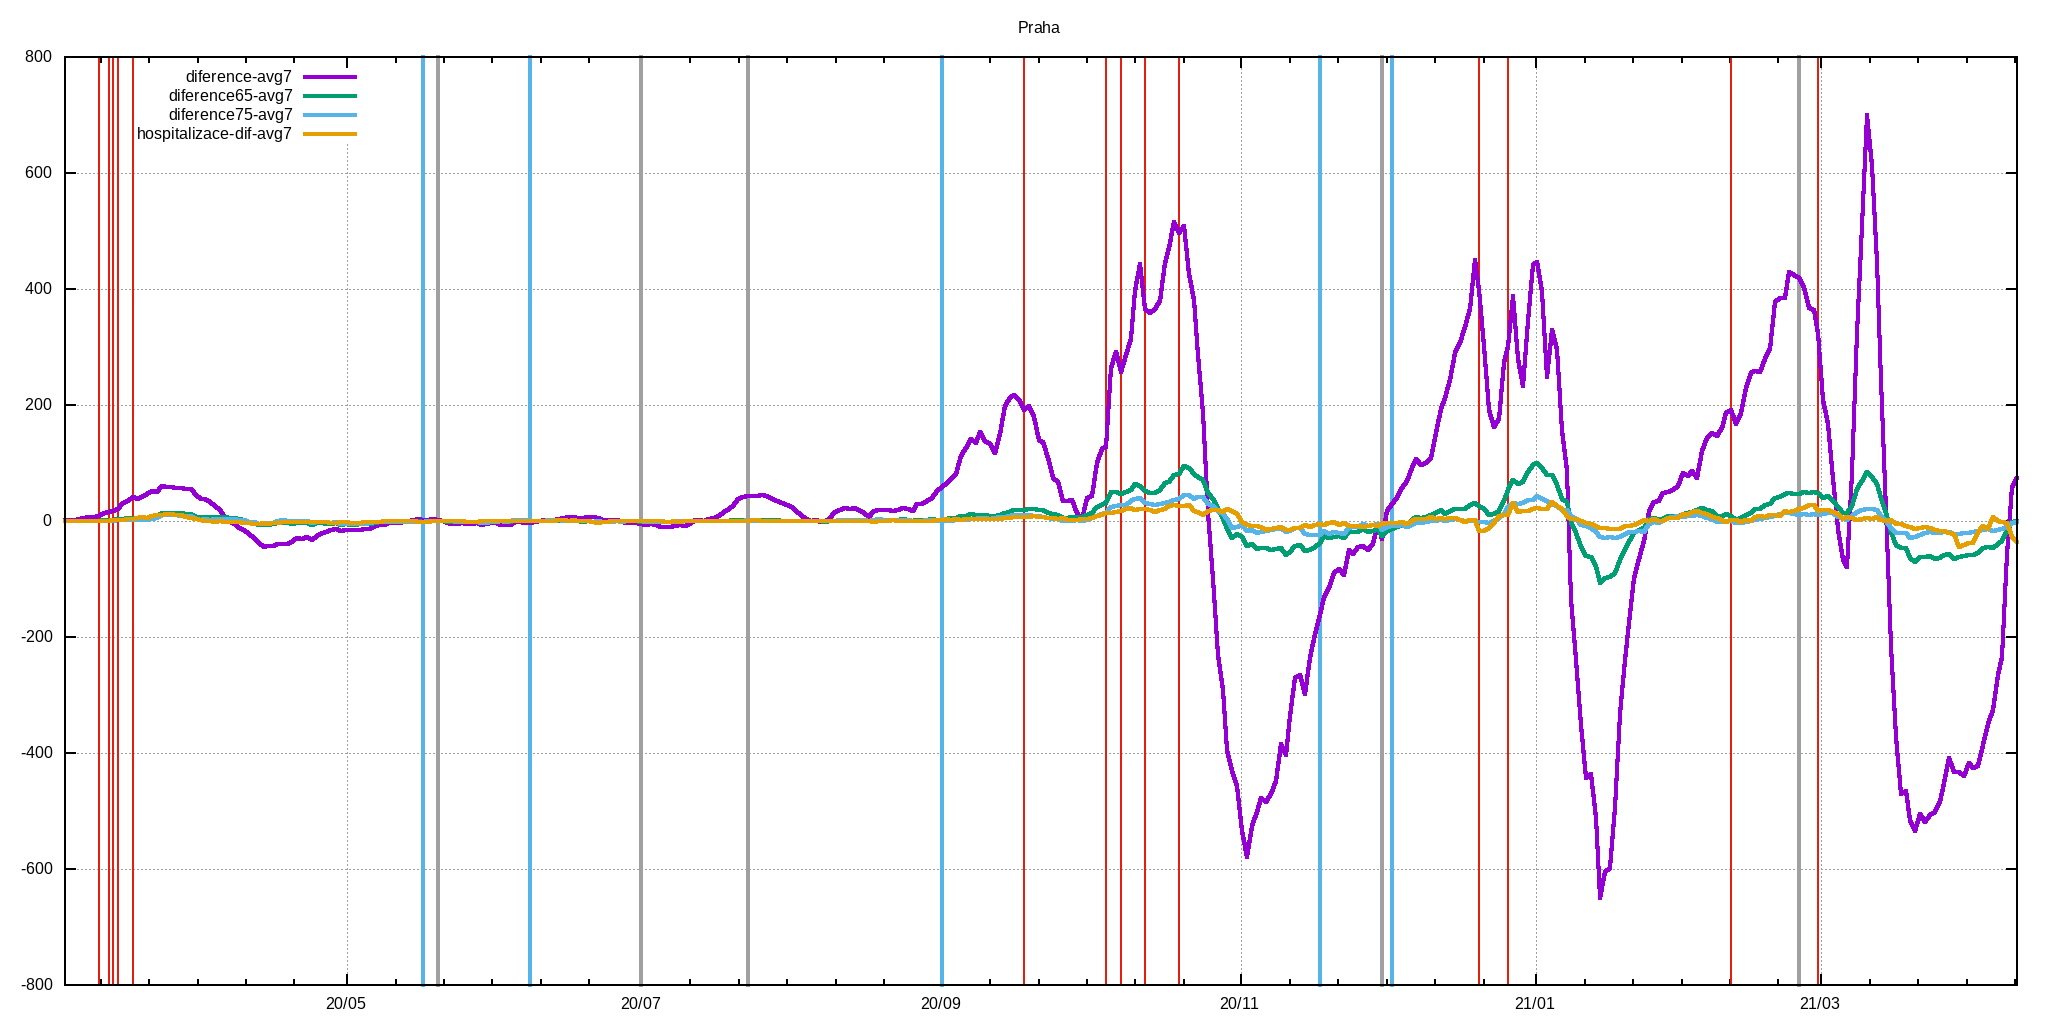 Praha
800
600
400
200
0
-200
-400
-600
-800
diference-avg7
diference65-avg7
diference75-avg7
hospitalizace-dif-avg7
20/05 20/07 20/09 20/11 21/01 21/03